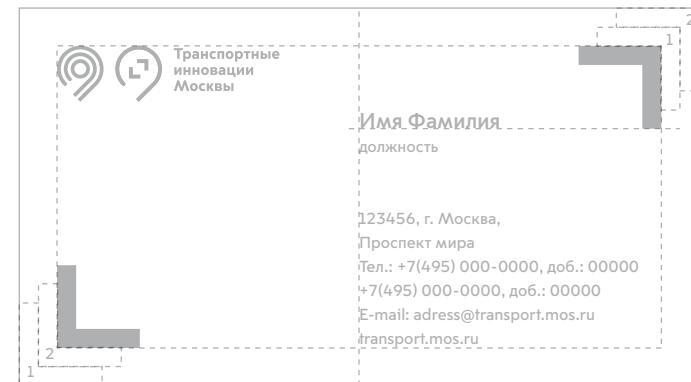 Транспортные
инновации
Москвы
2
1
Имя Фамилия
должность
123456, г. Москва,
Проспект мира
Тел.: +7(495) 000-0000, доб.: 00000
+7(495) 000-0000, доб.: 00000
E-mail: adress@transport.mos.ru
transport.mos.ru
2
1